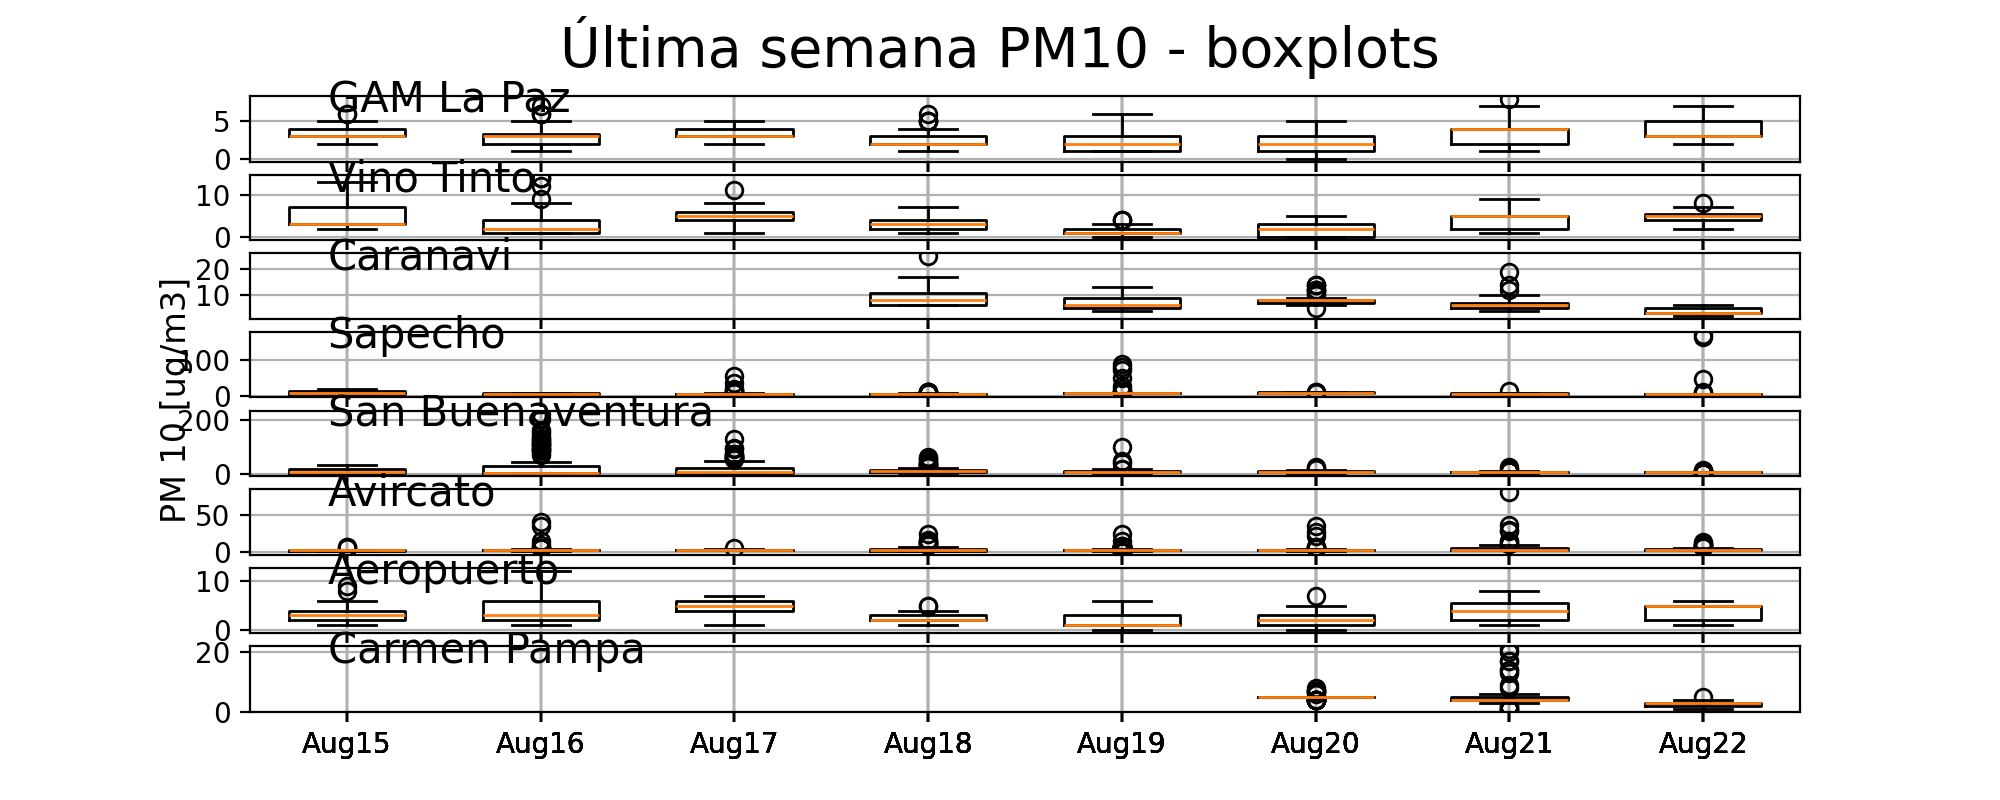 Última semana PM10 - boxplots
GAM La Paz
5
0
Vino Tinto
10
0
Caranavi
20
10
Sapecho
100
0
San Buenaventura
200
0
Avircato
50
0
Aeropuerto
10
0
Carmen Pampa
20
0
PM 10 [ug/m3]
Aug15 Aug16 Aug17 Aug18 Aug19 Aug20 Aug21 Aug22